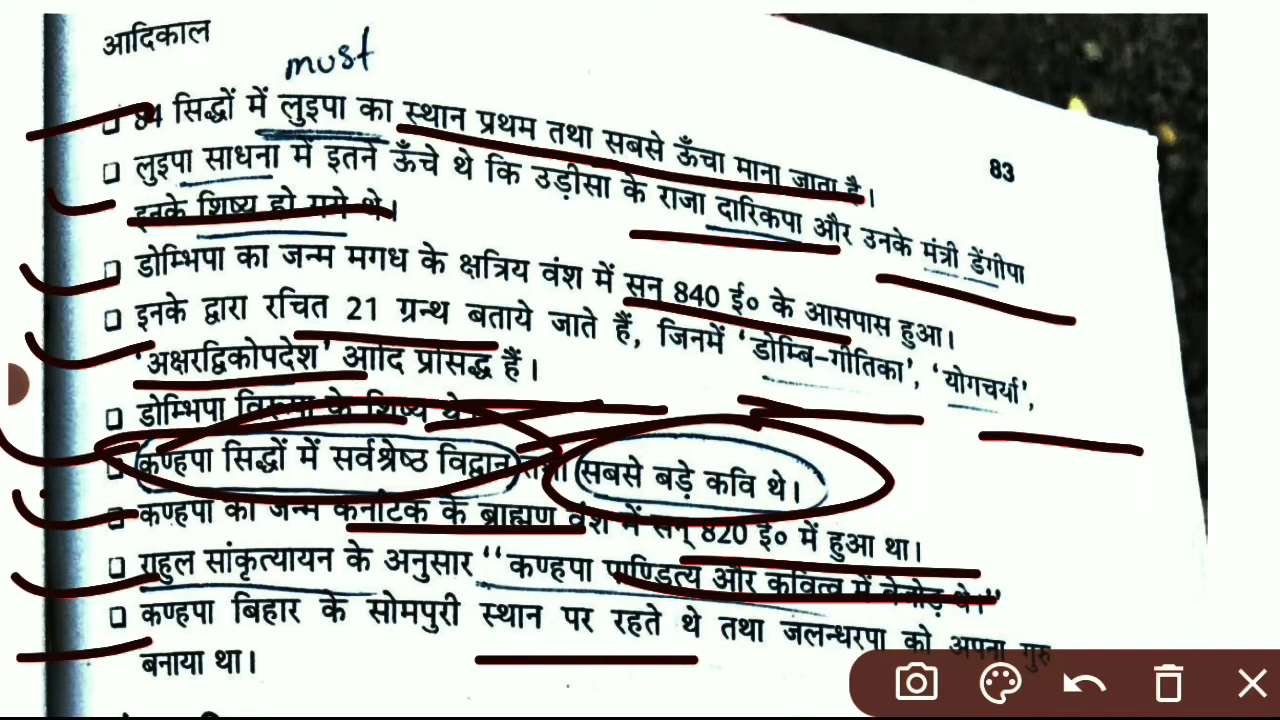 आदिकाल
must
83
❑ 84 सिद्धों में लुइपा का स्थान प्रथम तथा सबसे ऊँचा माना जाता है।
❑ लुइपा साधना में इतने ऊँचे थे कि उड़ीसा के राजा दारिकपा और उनके मंत्री डेंगीपा
इनके शिष्य हो गये थे।
❑ डोम्भिपा का जन्म मगध के क्षत्रिय वंश में सन् 840 ई० के आसपास हुआ।
❑ इनके द्वारा रचित 21 ग्रन्थ बताये जाते हैं, जिनमें ‘डोम्बि-गीतिका’, ‘योगचर्या’,
‘अक्षरद्विकोपदेश’ आदि प्रसिद्ध हैं।
❑ डोम्भिपा विरूपा के शिष्य थे।
❑ कण्हपा सिद्धों में सर्वश्रेष्ठ विद्वान तथा सबसे बड़े कवि थे।
❑ कण्हपा का जन्म कर्नाटक के ब्राह्मण वंश में सन् 820 ई० में हुआ था।
❑ राहुल सांकृत्यायन के अनुसार “कण्हपा पाण्डित्य और कवित्व में बेजोड़ थे।”
❑ कण्हपा बिहार के सोमपुरी स्थान पर रहते थे तथा जलन्धरपा को अपना गुरु
बनाया था।